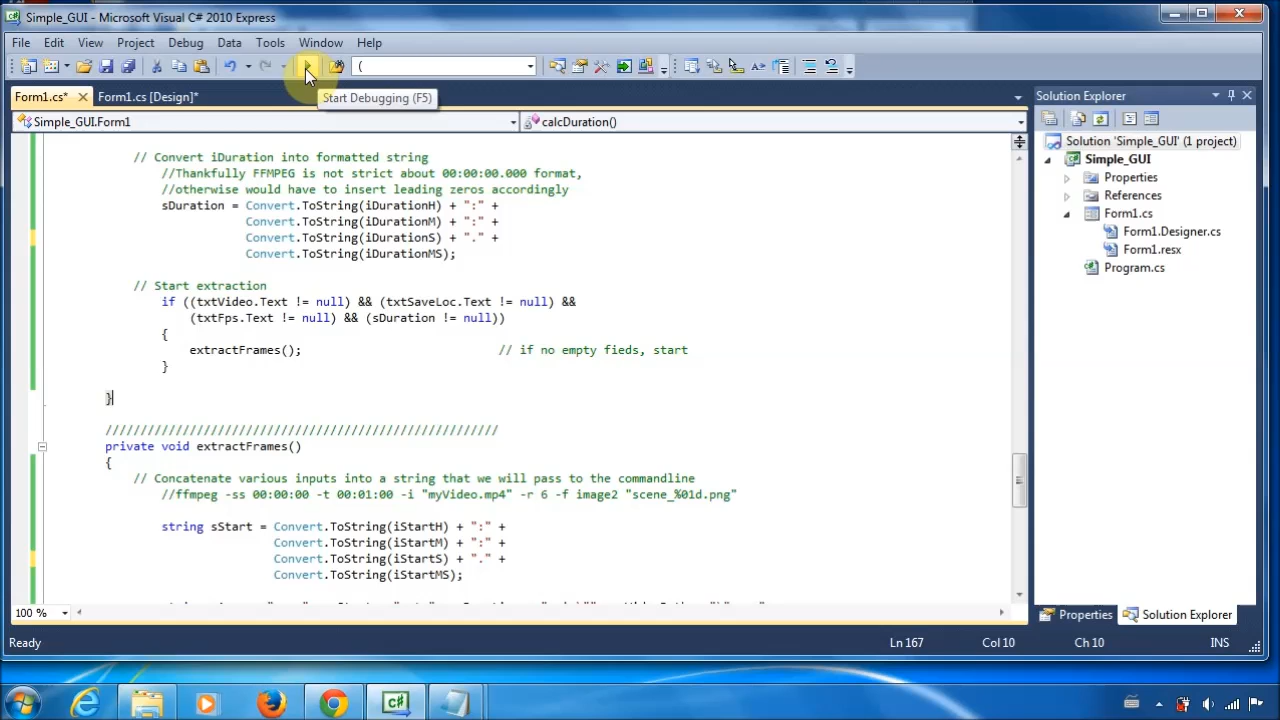 Simple_GUI - Microsoft Visual C# 2010 Express
File Edit View Project Debug Data Tools Window Help
(
Start Debugging (F5)
Form1.cs* Form1.cs [Design]*
Simple_GUI.Form1 calcDuration()
// Convert iDuration into formatted string
//Thankfully FFMPEG is not strict about 00:00:00.000 format,
//otherwise would have to insert leading zeros accordingly
sDuration = Convert.ToString(iDurationH) + ":" +
Convert.ToString(iDurationM) + ":" +
Convert.ToString(iDurationS) + "." +
Convert.ToString(iDurationMS);
// Start extraction
if ((txtVideo.Text != null) && (txtSaveLoc.Text != null) &&
(txtFps.Text != null) && (sDuration != null))
{
extractFrames(); // if no empty fieds, start
}
}
////////////////////////////////////////////////////////
private void extractFrames()
{
// Concatenate various inputs into a string that we will pass to the commandline
//ffmpeg -ss 00:00:00 -t 00:01:00 -i "myVideo.mp4" -r 6 -f image2 "scene_%01d.png"
string sStart = Convert.ToString(iStartH) + ":" +
Convert.ToString(iStartM) + ":" +
Convert.ToString(iStartS) + "." +
Convert.ToString(iStartMS);
100 %
Solution Explorer
Solution 'Simple_GUI' (1 project)
Simple_GUI
Properties
References
Form1.cs
Form1.Designer.cs
Form1.resx
Program.cs
Properties Solution Explorer
Ready Ln 167 Col 10 Ch 10 INS
C#